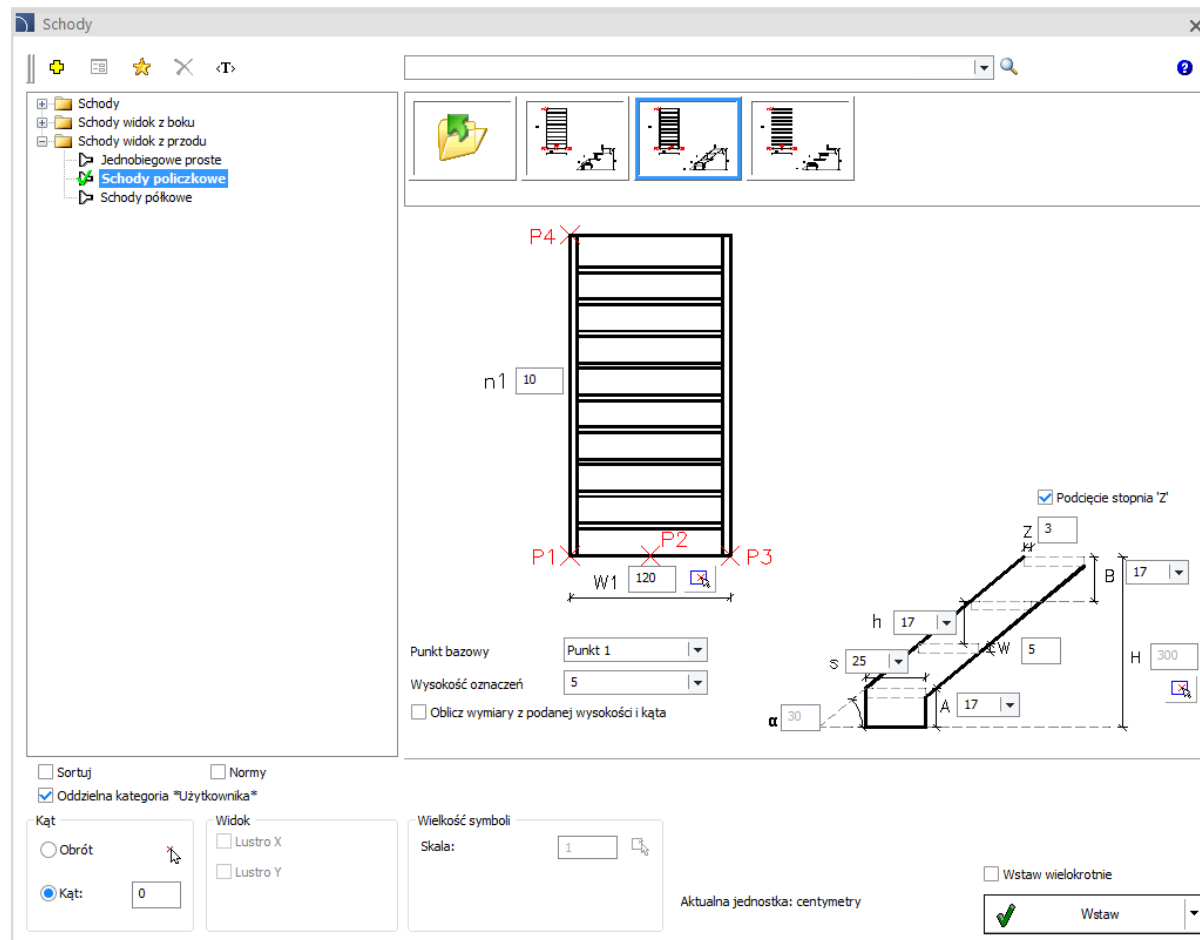 Schody
<T>
Schody
Schody widok z boku
Schody widok z przodu
Jednobiegowe proste
Schody policzkowe
Schody półkowe
P4
n1 10
P1
P2
P3
W1 120
Podcięcie stopnia 'Z'
Z 3
B 17
h 17
W 5
s 25
H 300
A 17
α 30
Punkt bazowy Punkt 1
Wysokość oznaczeń 5
Oblicz wymiary z podanej wysokości i kąta
Sortuj Normy
Oddzielna kategoria *Użytkownika*
Kąt
Obrót
Kąt: 0
Widok
Lustro X
Lustro Y
Wielkość symboli
Skala: 1
Aktualna jednostka: centymetry
Wstaw wielokrotnie
Wstaw